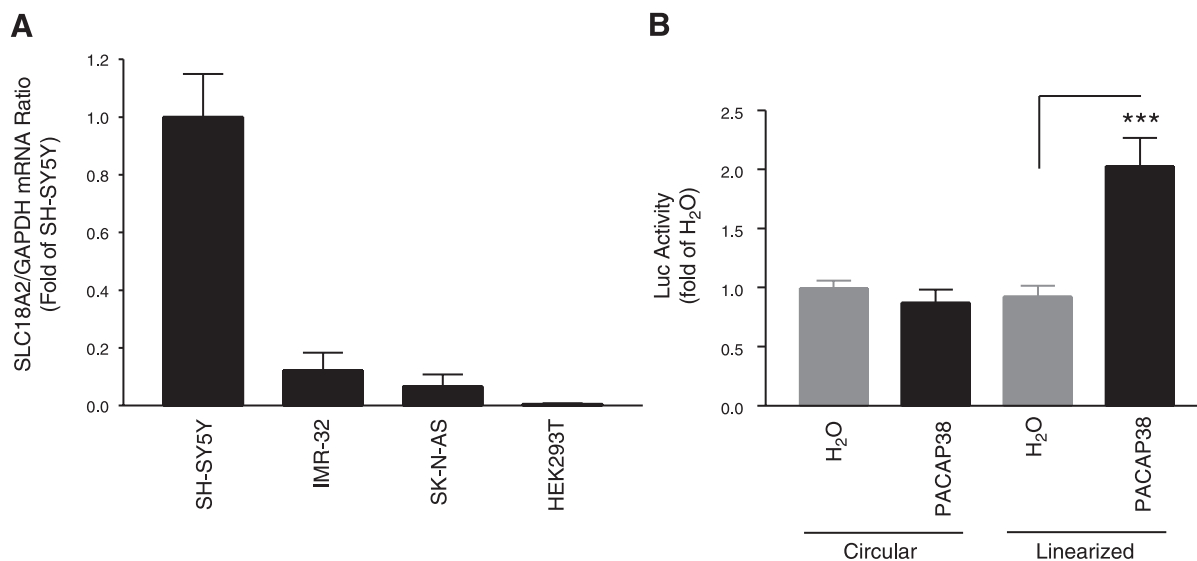 A
SLC18A2/GAPDH mRNA Ratio
(Fold of SH-SY5Y)
1.2
1.0
0.8
0.6
0.4
0.2
0.0
SH-SY5Y
IMR-32
SK-N-AS
HEK293T
B
Luc Activity
(fold of H₂O)
2.5
2.0
1.5
1.0
0.5
0.0
***
H₂O
PACAP38
H₂O
PACAP38
Circular
Linearized